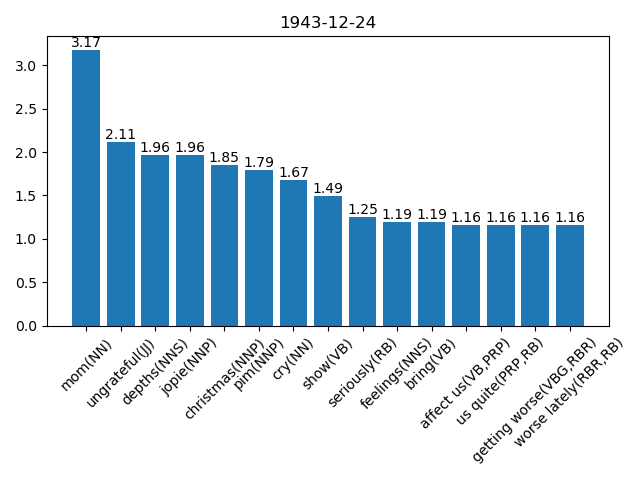 1943-12-24
3.17
2.11
1.96
1.96
1.85
1.79
1.67
1.49
1.25
1.19
1.19
1.16
1.16
1.16
1.16
3.0
2.5
2.0
1.5
1.0
0.5
0.0
mom(NN)
ungrateful(JJ)
depths(NNS)
jopie(NNP)
christmas(NNP)
pim(NNP)
cry(NN)
show(VB)
seriously(RB)
feelings(NNS)
bring(VB)
affect us(VB,PRP)
us quite(PRP,RB)
getting worse(VBG,RBR)
worse lately(RBR,RB)